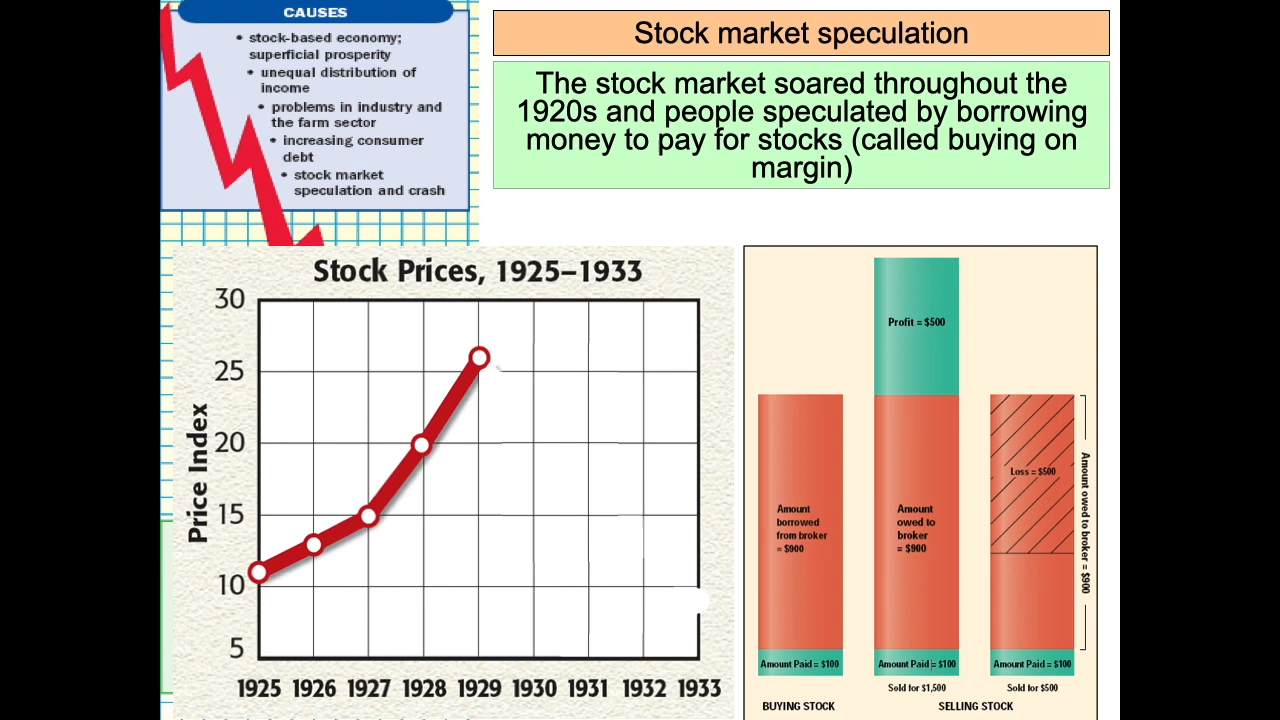 CAUSES
• stock-based economy;
superficial prosperity
• unequal distribution of
income
• problems in industry and
the farm sector
• increasing consumer
debt
• stock market
speculation and crash
Stock market speculation
The stock market soared throughout the
1920s and people speculated by borrowing
money to pay for stocks (called buying on
margin)
Stock Prices, 1925–1933
Price Index
30
25
20
15
10
5
1925 1926 1927 1928 1929 1930 1931 1932 1933
Amount
borrowed
from broker
= $900
Amount Paid = $100
BUYING STOCK
Profit = $500
Amount
owed to
broker
= $900
Amount Paid = $100
Sold for $1,500
Loss = $500
Amount owed to broker = $900
Amount Paid = $100
Sold for $500
SELLING STOCK